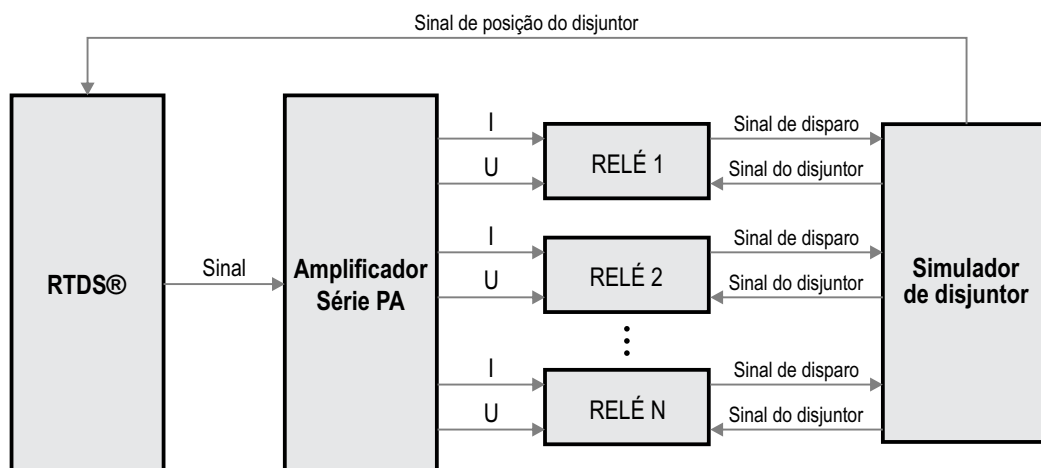 Sinal de posição do disjuntor
RTDS®
Sinal
Amplificador
Série PA
I
U
RELÉ 1
Sinal de disparo
Sinal do disjuntor
I
U
RELÉ 2
Sinal de disparo
Sinal do disjuntor
I
U
RELÉ N
Sinal de disparo
Sinal do disjuntor
Simulador
de disjuntor